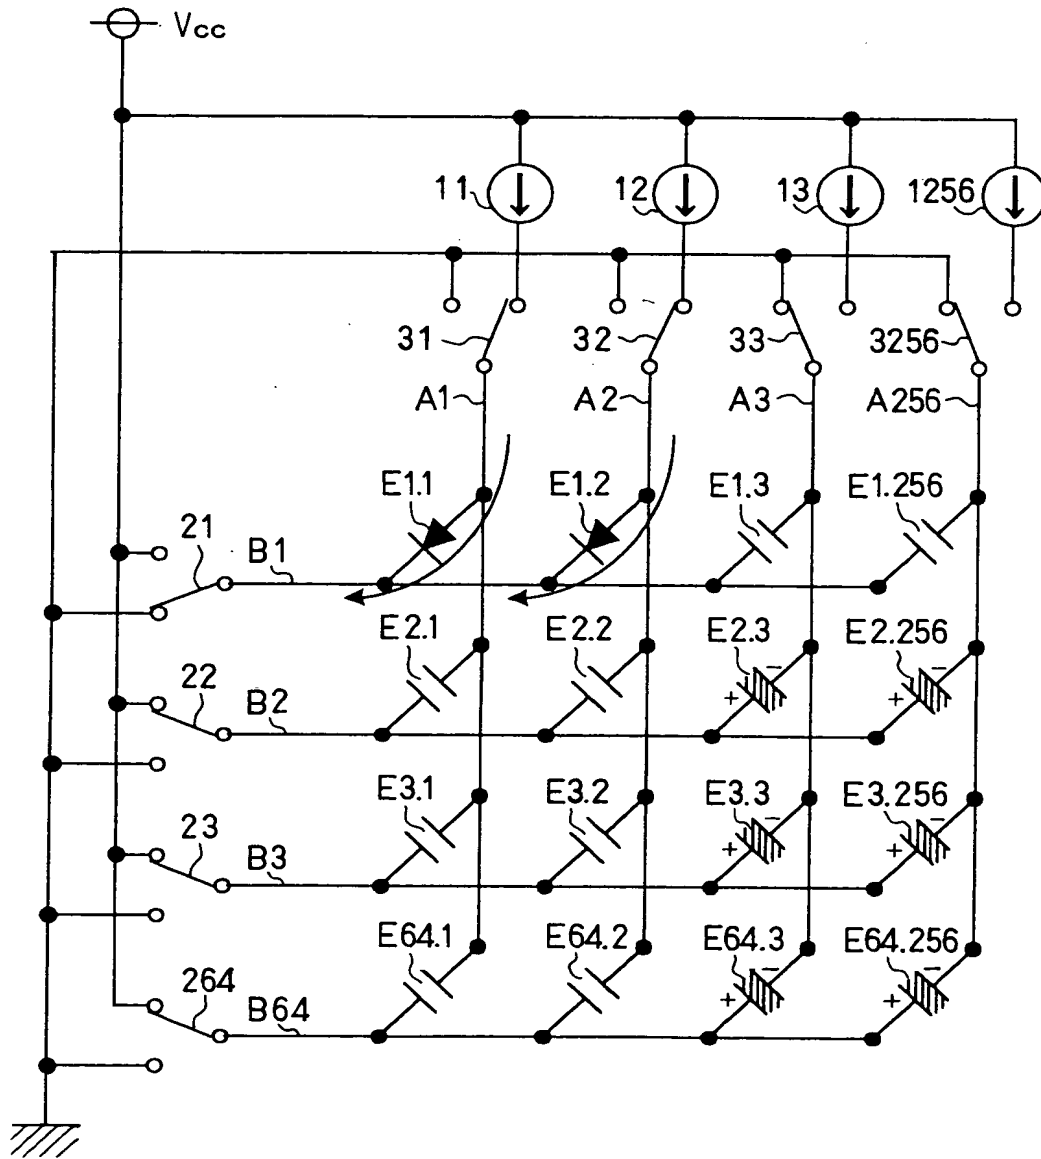 Vcc
11 12 13 1256
31 32 33 3256
A1 A2 A3 A256
E1.1 E1.2 E1.3 E1.256
21 B1
E2.1 E2.2 E2.3 E2.256
22 B2
+ − + −
E3.1 E3.2 E3.3 E3.256
23 B3
+ − + −
E64.1 E64.2 E64.3 E64.256
264 B64
+ − + −